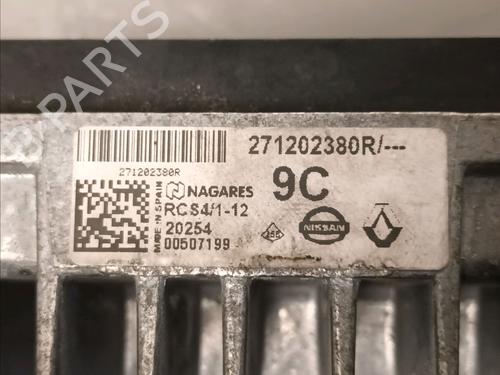 271202380R/---
271202380R
9C
MADE IN SPAIN
NAGARES
RCS4/1-12
20254
00507199
NISSAN
B-PARTS